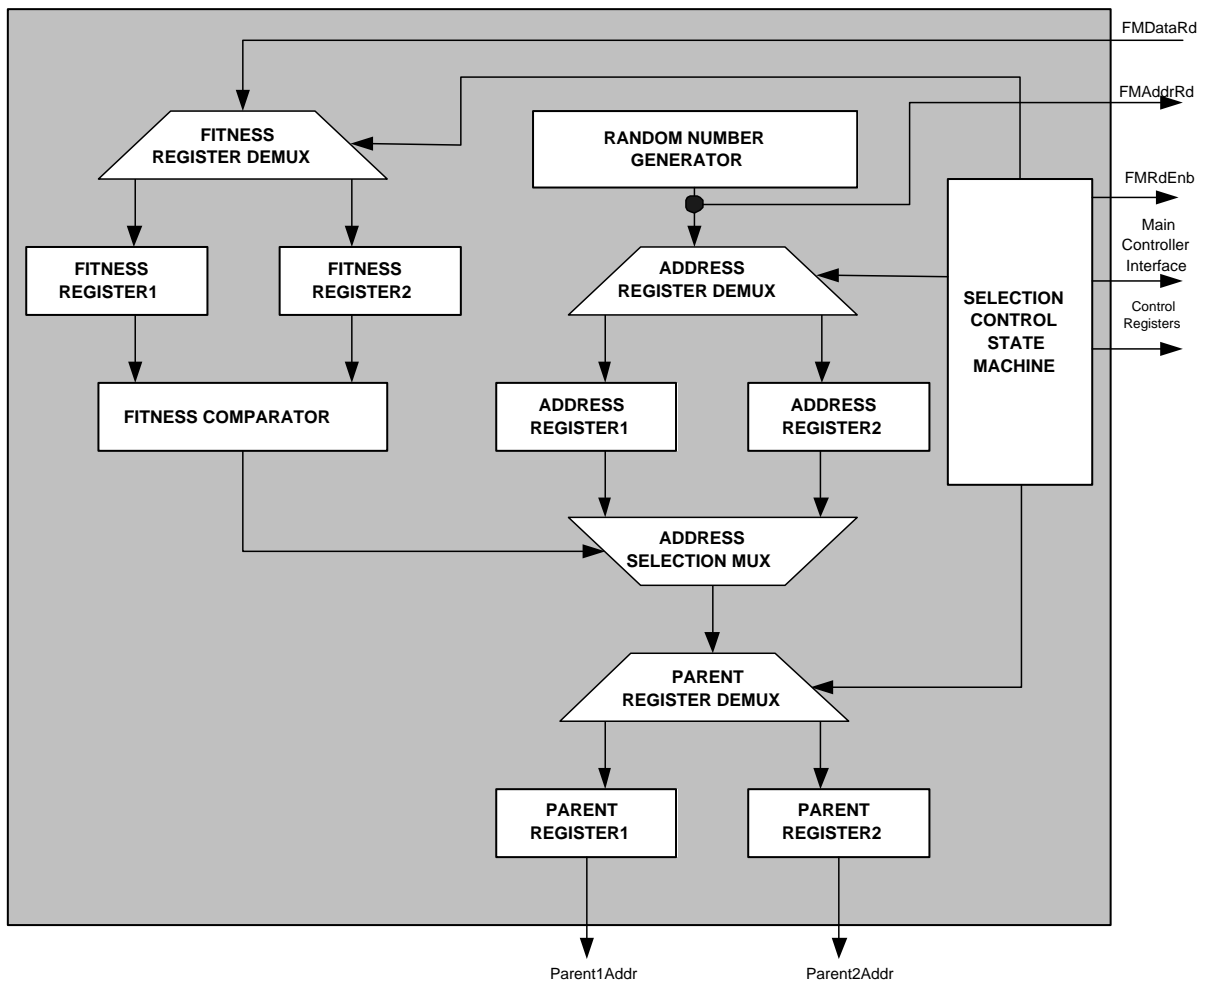 FMDataRd
FMAddrRd
FITNESS
REGISTER DEMUX
RANDOM NUMBER
GENERATOR
FMRdEnb
Main
Controller
Interface
FITNESS
REGISTER1
FITNESS
REGISTER2
ADDRESS
REGISTER DEMUX
SELECTION
CONTROL
STATE
MACHINE
Control
Registers
FITNESS COMPARATOR
ADDRESS
REGISTER1
ADDRESS
REGISTER2
ADDRESS
SELECTION MUX
PARENT
REGISTER DEMUX
PARENT
REGISTER1
PARENT
REGISTER2
Parent1Addr
Parent2Addr